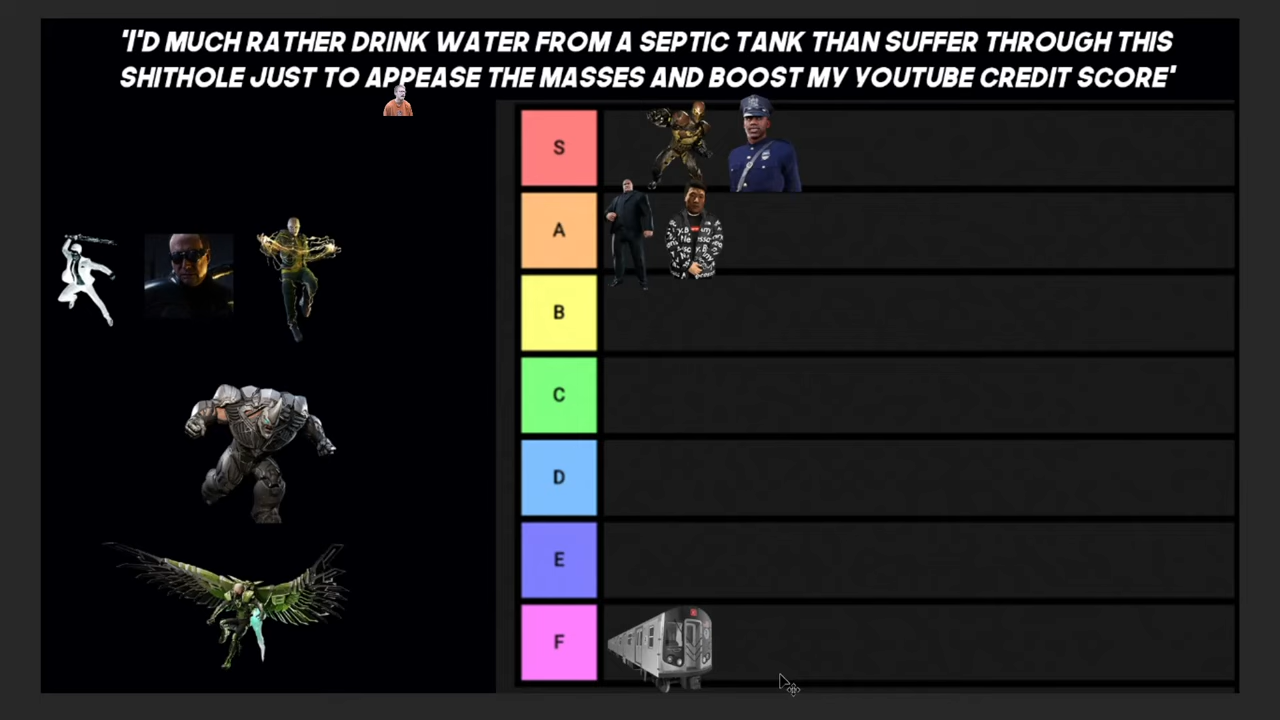 'I'D MUCH RATHER DRINK WATER FROM A SEPTIC TANK THAN SUFFER THROUGH THIS
SHITHOLE JUST TO APPEASE THE MASSES AND BOOST MY YOUTUBE CREDIT SCORE'
S
A
B
C
D
E
F